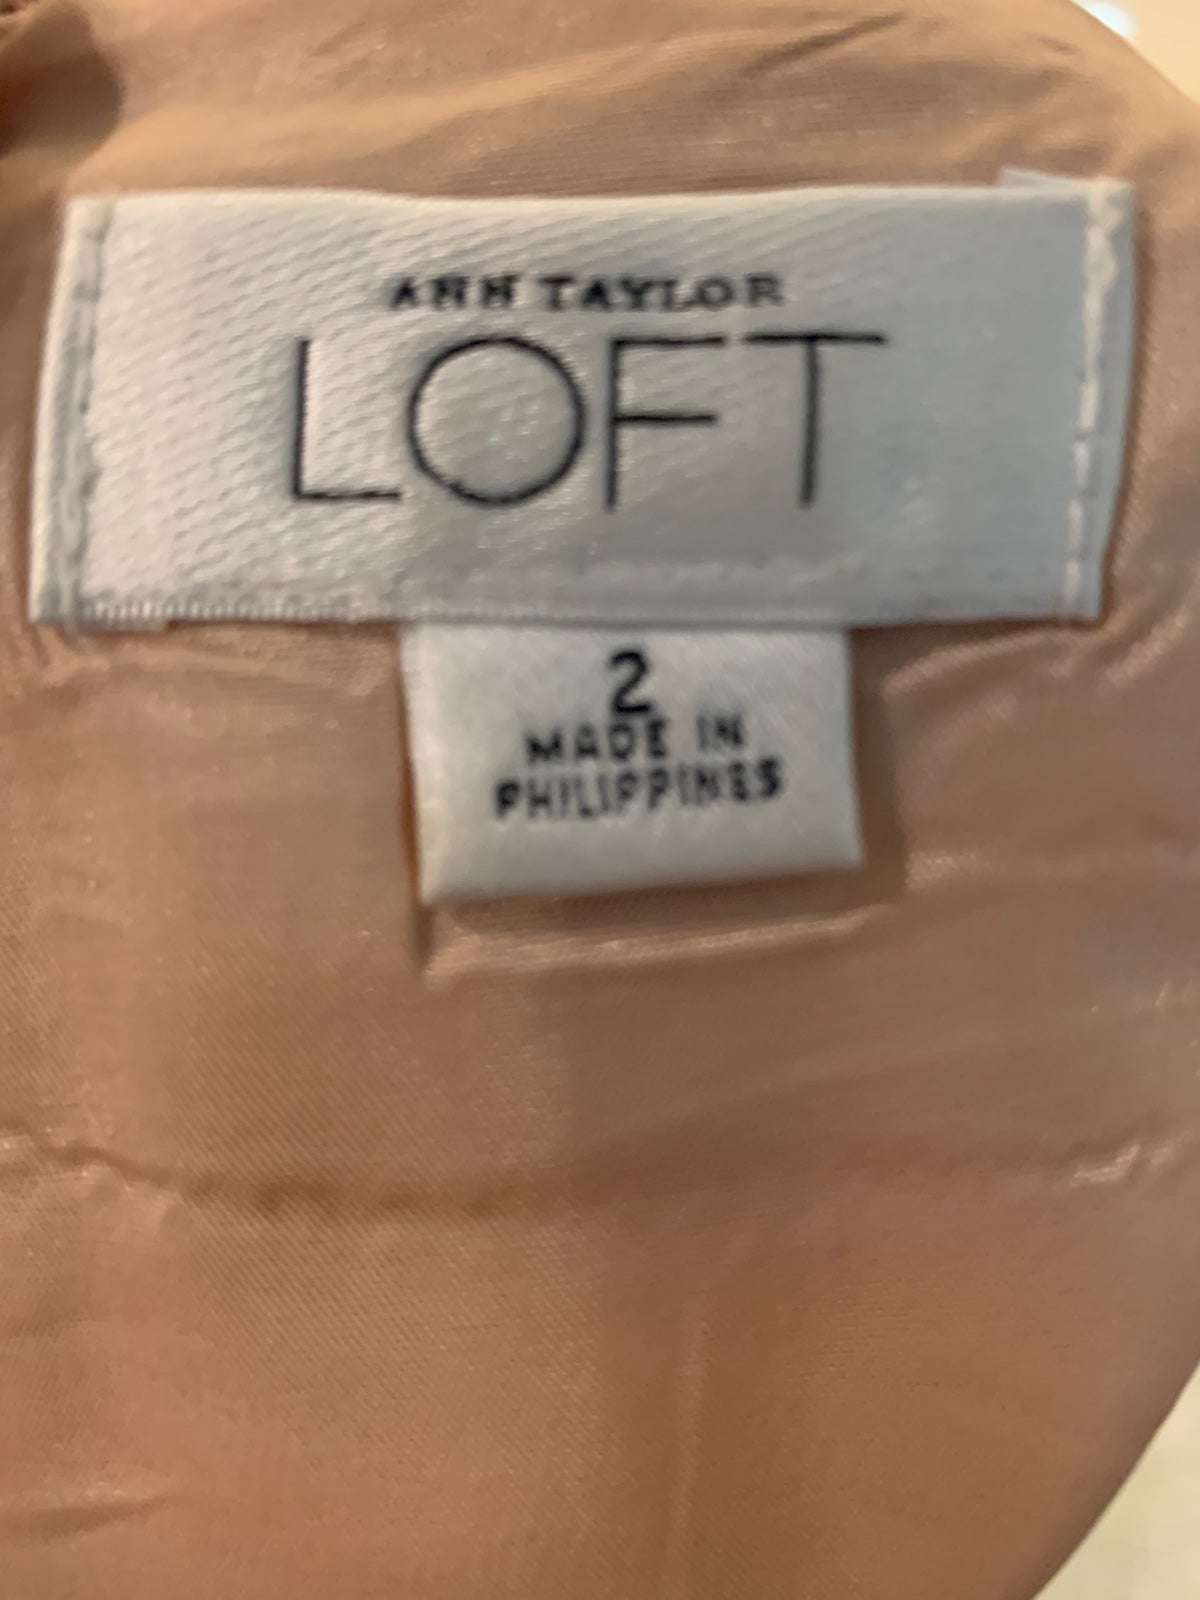 ANN TAYLOR
LOFT
2
MADE IN
PHILIPPINES